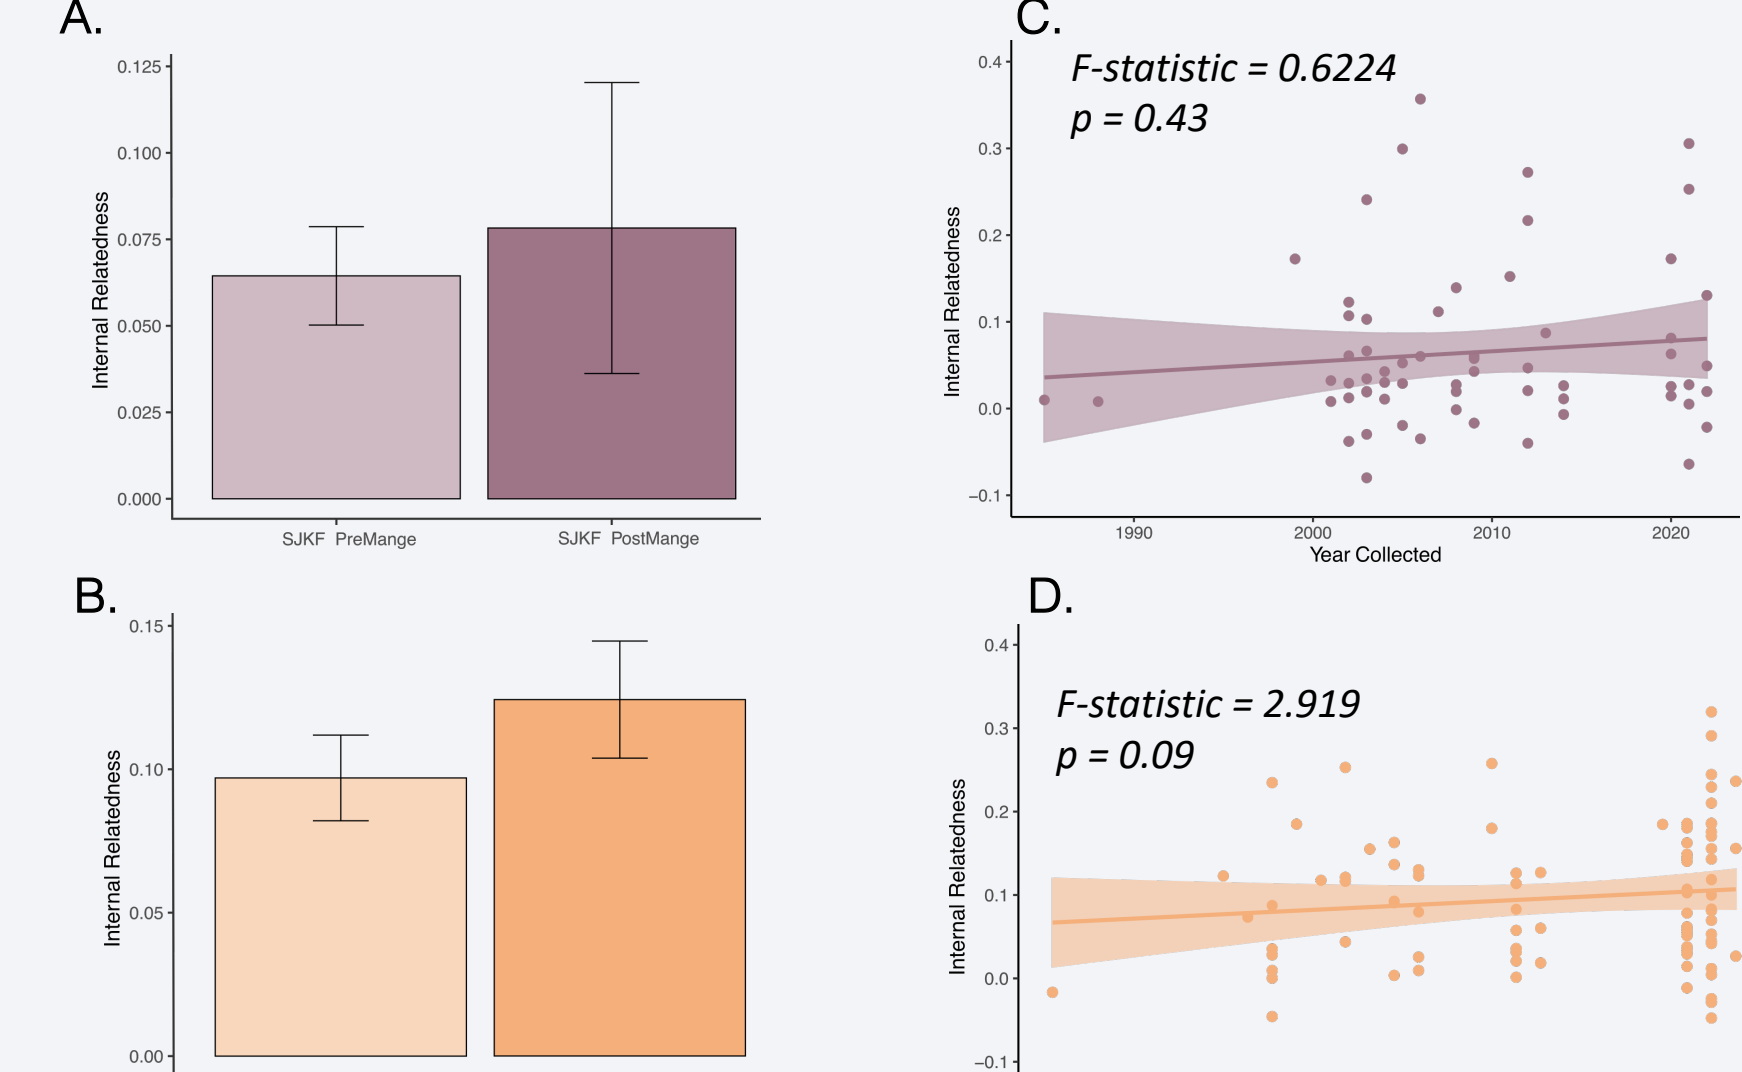 A.
0.125
0.100
0.075
0.050
0.025
0.000
Internal Relatedness
SJKF PreMange
SJKF PostMange
C.
F-statistic = 0.6224
p = 0.43
0.4
0.3
0.2
0.1
0.0
−0.1
Internal Relatedness
1990
2000
2010
2020
Year Collected
B.
0.15
0.10
0.05
0.00
Internal Relatedness
D.
F-statistic = 2.919
p = 0.09
0.4
0.3
0.2
0.1
0.0
−0.1
Internal Relatedness